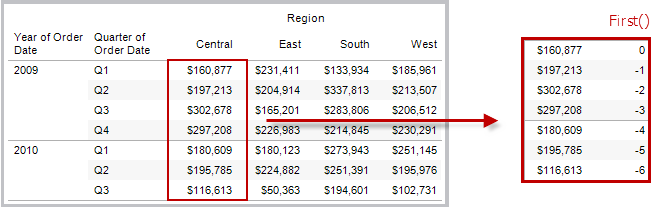 Region
Year of Order Date Quarter of Order Date Central East South West
2009 Q1 $160,877 $231,411 $133,934 $185,961
Q2 $197,213 $204,914 $337,813 $213,507
Q3 $302,678 $165,201 $283,806 $206,512
Q4 $297,208 $226,983 $214,845 $230,291
2010 Q1 $180,609 $180,123 $273,943 $251,145
Q2 $195,785 $224,882 $251,391 $195,976
Q3 $116,613 $50,363 $194,601 $102,731
First()
$160,877 0
$197,213 -1
$302,678 -2
$297,208 -3
$180,609 -4
$195,785 -5
$116,613 -6